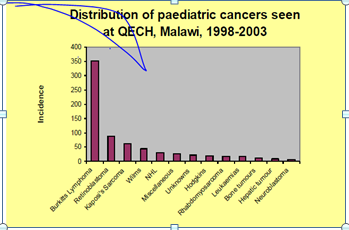 Distribution of paediatric cancers seen
at QECH, Malawi, 1998-2003
Incidence
400
350
300
250
200
150
100
50
0
Burkitts Lymphoma
Retinoblastoma
Kaposi's Sarcoma
Wilms
NHL
Miscellaneous
Unknowns
Hodgkins
Rhabdomyosarcoma
Leukaemias
Bone tumours
Hepatic tumour
Neuroblastoma